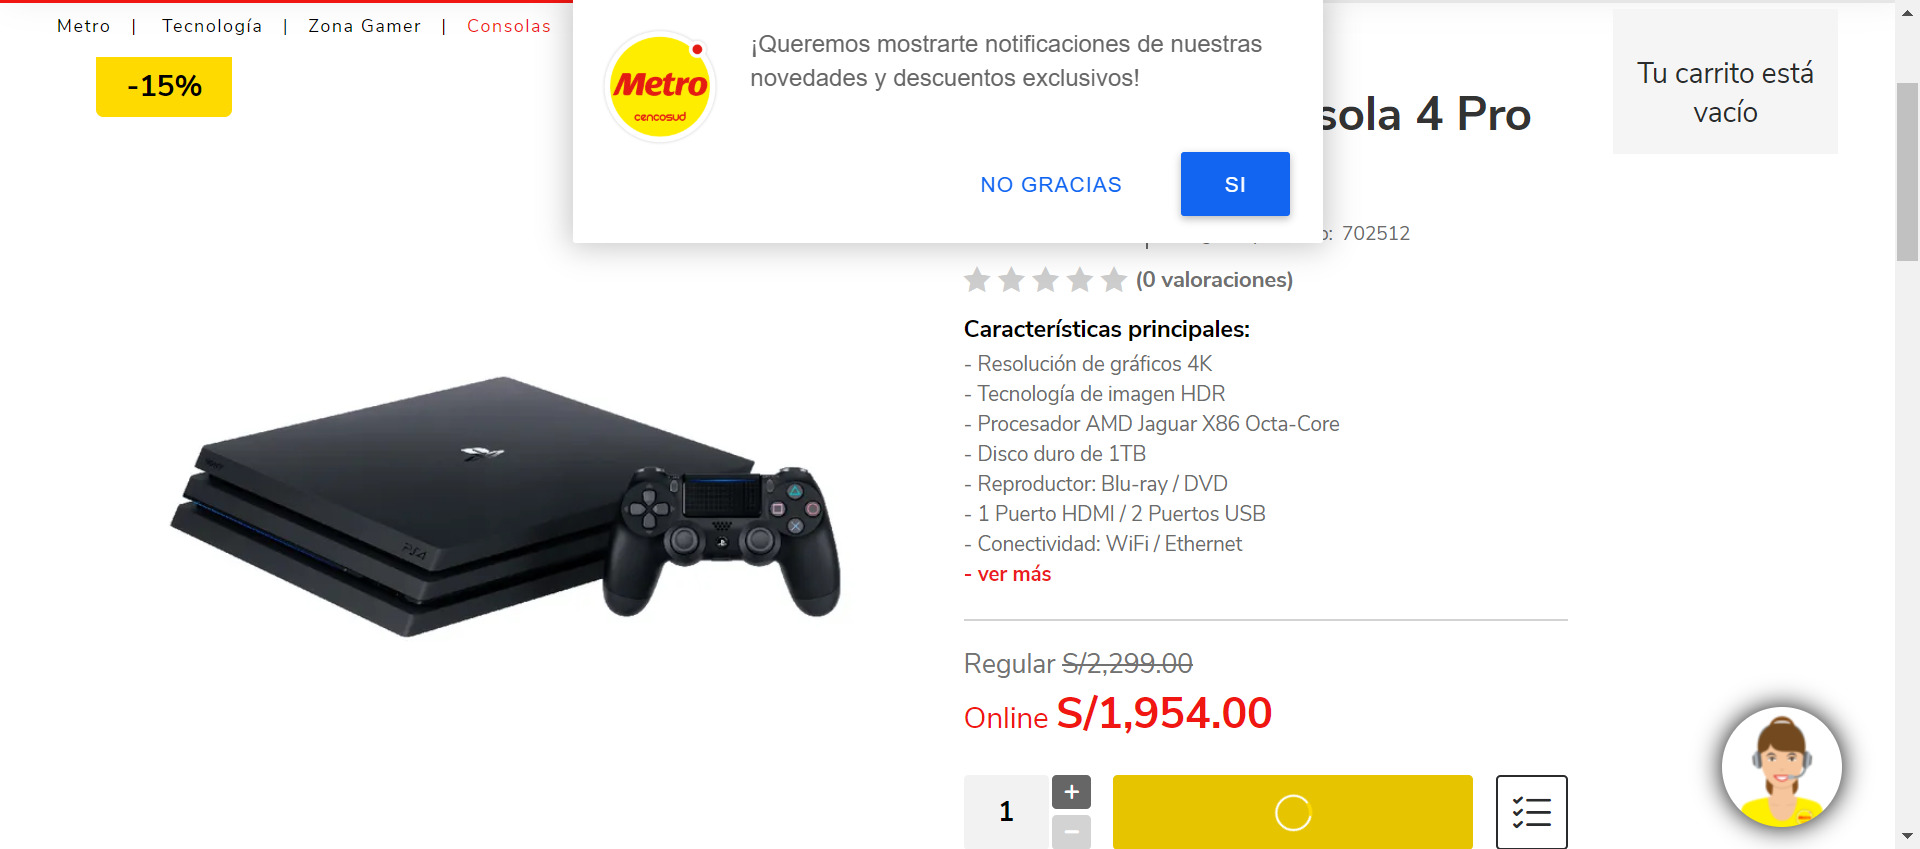 Metro | Tecnología | Zona Gamer | Consolas
-15%
Metro
cencosud
¡Queremos mostrarte notificaciones de nuestras
novedades y descuentos exclusivos!
NO GRACIAS
SI
sola 4 Pro
Tu carrito está
vacío
o: 702512
(0 valoraciones)
Características principales:
- Resolución de gráficos 4K
- Tecnología de imagen HDR
- Procesador AMD Jaguar X86 Octa-Core
- Disco duro de 1TB
- Reproductor: Blu-ray / DVD
- 1 Puerto HDMI / 2 Puertos USB
- Conectividad: WiFi / Ethernet
- ver más
PS4
Regular S/2,299.00
Online S/1,954.00
1
+
−